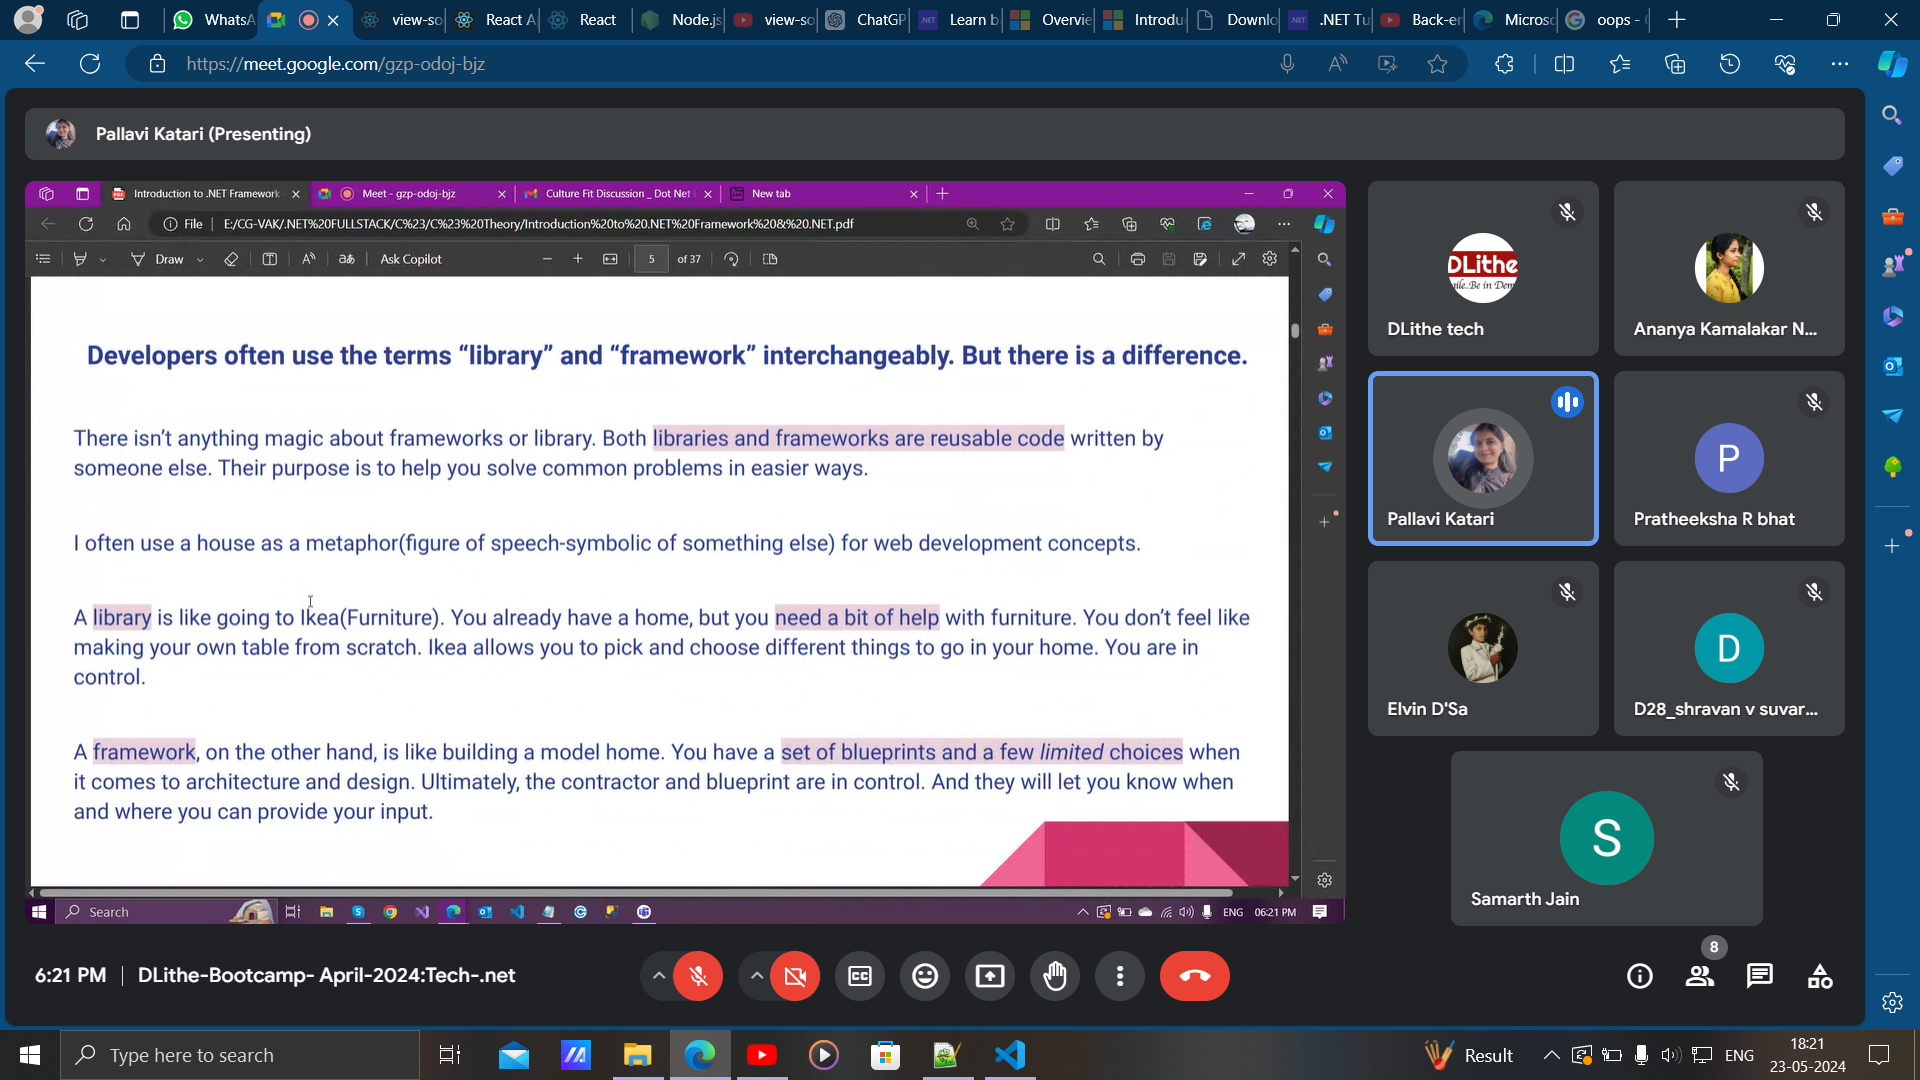 WhatsA
view-so
React A
React
Node.js
view-so
ChatGP
Learn b
Overvie
Introdu
Downlo
.NET Tu
Back-er
Microso
oops -
https://meet.google.com/gzp-odoj-bjz
Pallavi Katari (Presenting)
Introduction to .NET Framework
Meet - gzp-odoj-bjz
Culture Fit Discussion _ Dot Net
New tab
File
E:/CG-VAK/.NET%20FULLSTACK/C%23/C%23%20Theory/Introduction%20to%20.NET%20Framework%20&%20.NET.pdf
Draw
Ask Copilot
5 of 37
Developers often use the terms “library” and “framework” interchangeably. But there is a difference.
There isn’t anything magic about frameworks or library. Both libraries and frameworks are reusable code written by
someone else. Their purpose is to help you solve common problems in easier ways.
I often use a house as a metaphor(figure of speech-symbolic of something else) for web development concepts.
A library is like going to Ikea(Furniture). You already have a home, but you need a bit of help with furniture. You don’t feel like
making your own table from scratch. Ikea allows you to pick and choose different things to go in your home. You are in
control.
A framework, on the other hand, is like building a model home. You have a set of blueprints and a few limited choices when
it comes to architecture and design. Ultimately, the contractor and blueprint are in control. And they will let you know when
and where you can provide your input.
Search
ENG 06:21 PM
DLithe
DLithe tech
Ananya Kamalakar N...
Pallavi Katari
P
Pratheeksha R bhat
Elvin D'Sa
D
D28_shravan v suvar...
S
Samarth Jain
6:21 PM
DLithe-Bootcamp- April-2024:Tech-.net
8
Type here to search
Result
ENG
18:21
23-05-2024